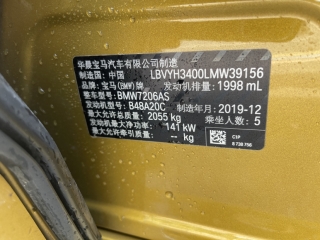 华晨宝马汽车有限公司制造
制造国：中国 LBVYH3400LMW39156
品牌：宝马(BMW)牌 发动机排量：1998 mL
整车型号：BMW7206AS
发动机型号：B48A20C 制造年月：2019-12
最大允许总质量：2055 kg 乘坐人数：5
发动机最大净功率：141 kW
最大允许牵引质量：-- kg
C1P